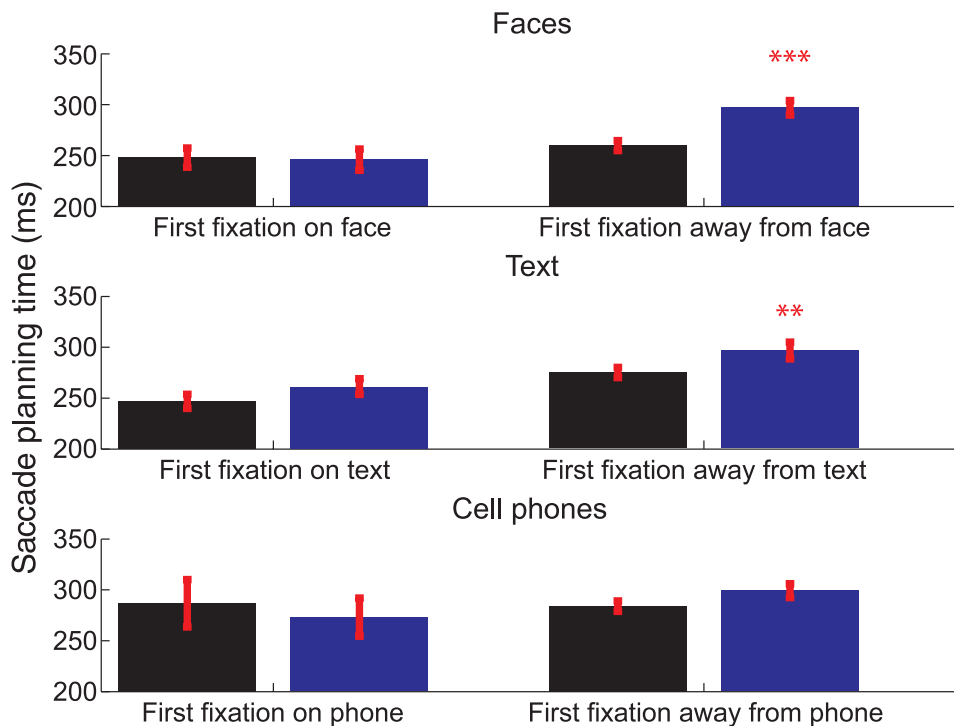 Faces
Saccade planning time (ms)
350
300
250
200
***
First fixation on face
First fixation away from face
Text
350
300
250
200
**
First fixation on text
First fixation away from text
Cell phones
350
300
250
200
First fixation on phone
First fixation away from phone